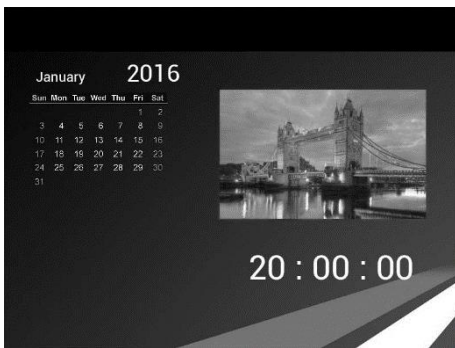 January 2016
Sun Mon Tue Wed Thu Fri Sat
1 2
3 4 5 6 7 8 9
10 11 12 13 14 15 16
17 18 19 20 21 22 23
24 25 26 27 28 29 30
31
20 : 00 : 00